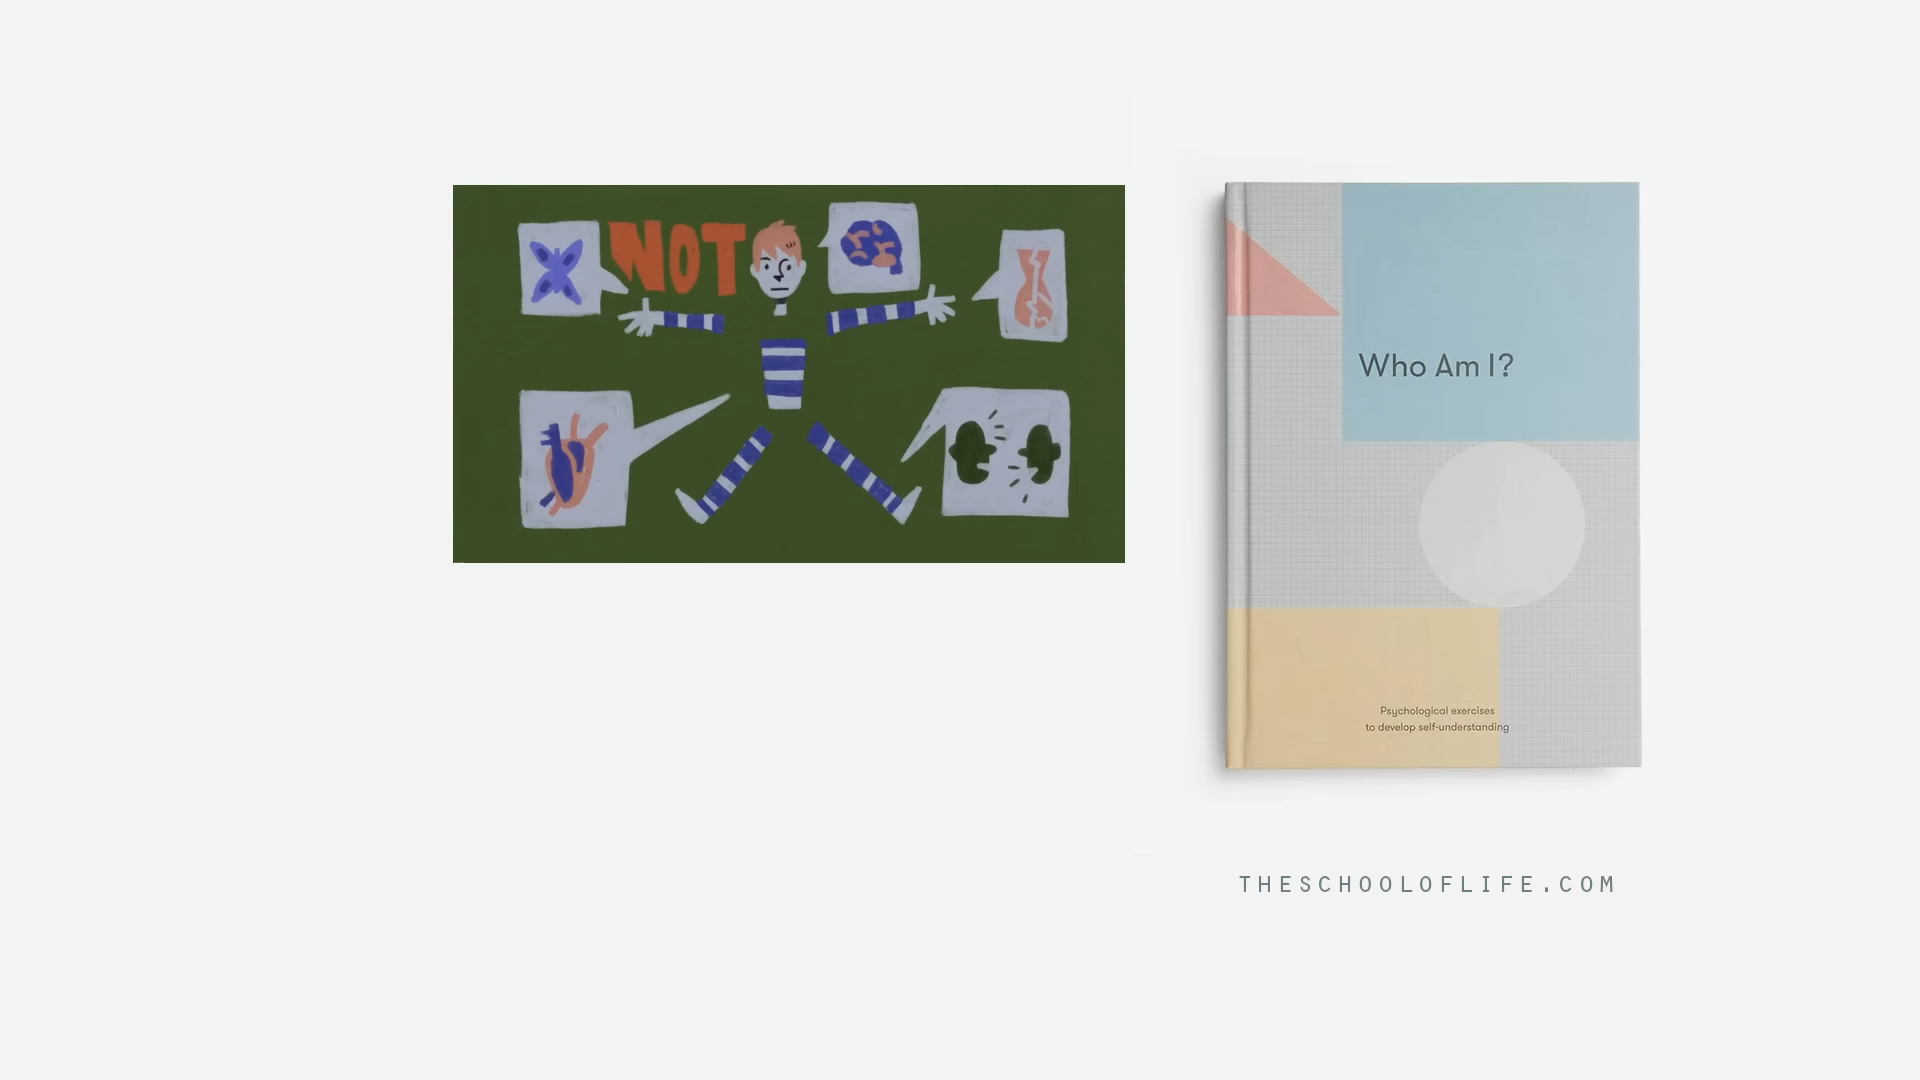 NOT
Who Am I?
Psychological exercises
to develop self-understanding
THESCHOOLOFLIFE.COM